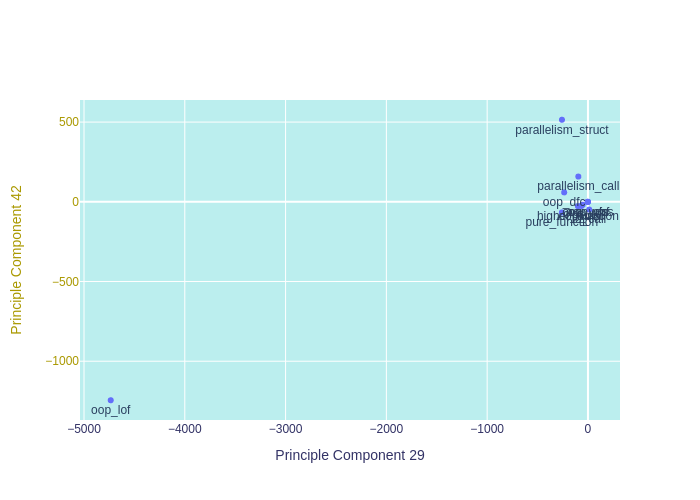 500
0
−500
−1000
Principle Component 42
parallelism_struct
parallelism_call
oop_dfc
pure_function
oop_lof
−5000
−4000
−3000
−2000
−1000
0
Principle Component 29